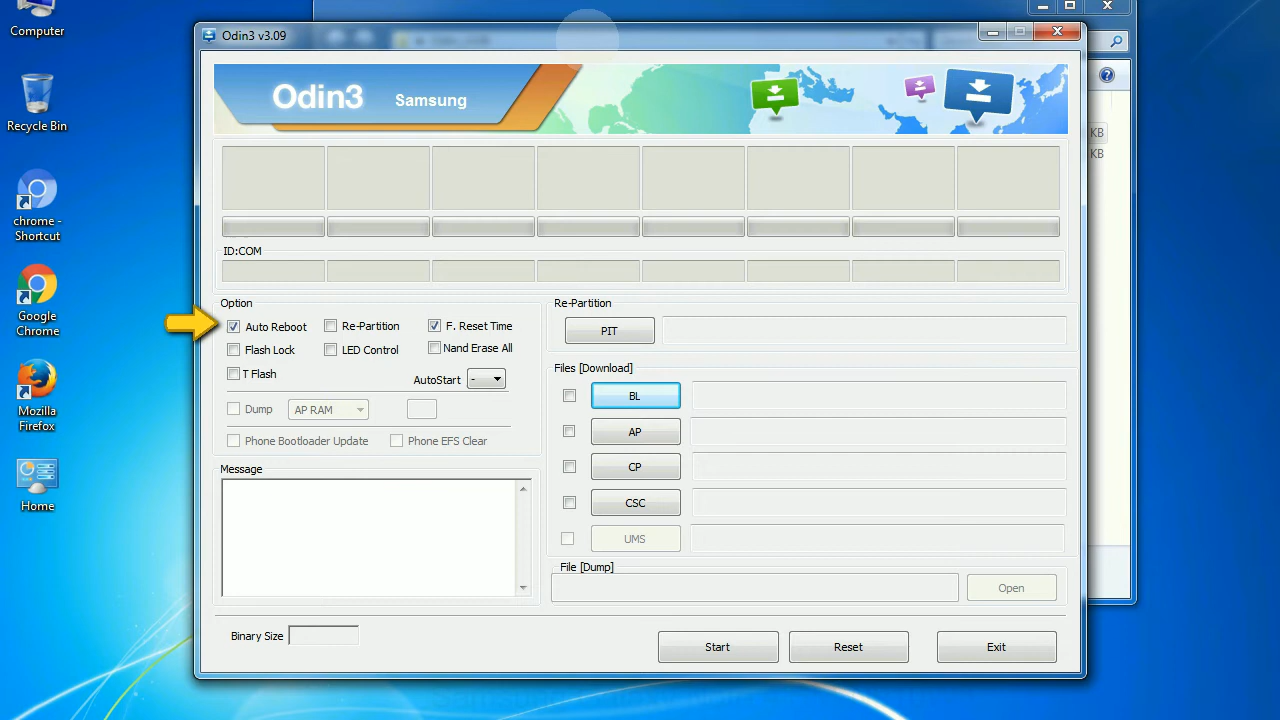 Computer
Recycle Bin
chrome -
Shortcut
Google
Chrome
Mozilla
Firefox
Home
Odin3 v3.09
Odin3
Samsung
KB
KB
ID:COM
Option
Auto Reboot
Re-Partition
F. Reset Time
Flash Lock
LED Control
Nand Erase All
T Flash
AutoStart
-
Dump
AP RAM
Phone Bootloader Update
Phone EFS Clear
Message
Re-Partition
PIT
Files [Download]
BL
AP
CP
CSC
UMS
File [Dump]
Open
Binary Size
Start
Reset
Exit